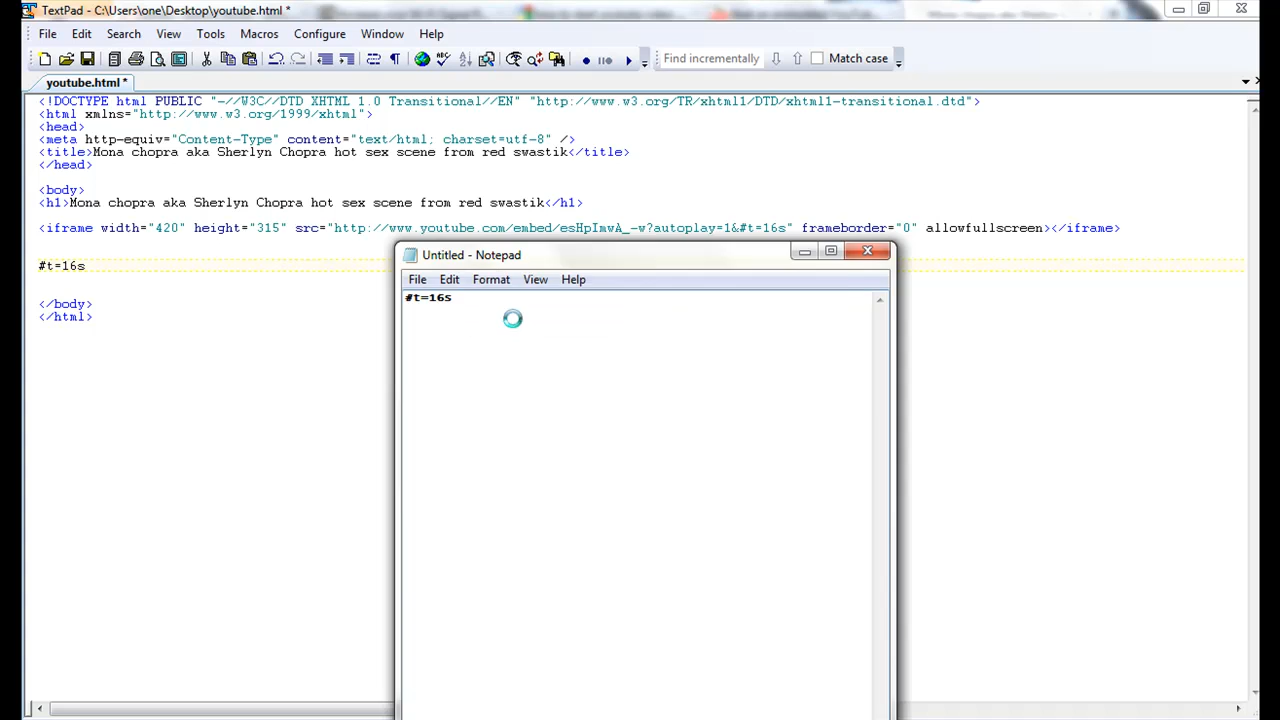 TextPad - C:\Users\one\Desktop\youtube.html *
File Edit Search View Tools Macros Configure Window Help
Find incrementally Match case
youtube.html *
<!DOCTYPE html PUBLIC "-//W3C//DTD XHTML 1.0 Transitional//EN" "http://www.w3.org/TR/xhtml1/DTD/xhtml1-transitional.dtd">
<html xmlns="http://www.w3.org/1999/xhtml">
<head>
<meta http-equiv="Content-Type" content="text/html; charset=utf-8" />
<title>Mona chopra aka Sherlyn Chopra hot sex scene from red swastik</title>
</head>
<body>
<h1>Mona chopra aka Sherlyn Chopra hot sex scene from red swastik</h1>
<iframe width="420" height="315" src="http://www.youtube.com/embed/esHpImwA_-w?autoplay=1&#t=16s" frameborder="0" allowfullscreen></iframe>
#t=16s
</body>
</html>
Untitled - Notepad
File Edit Format View Help
#t=16s